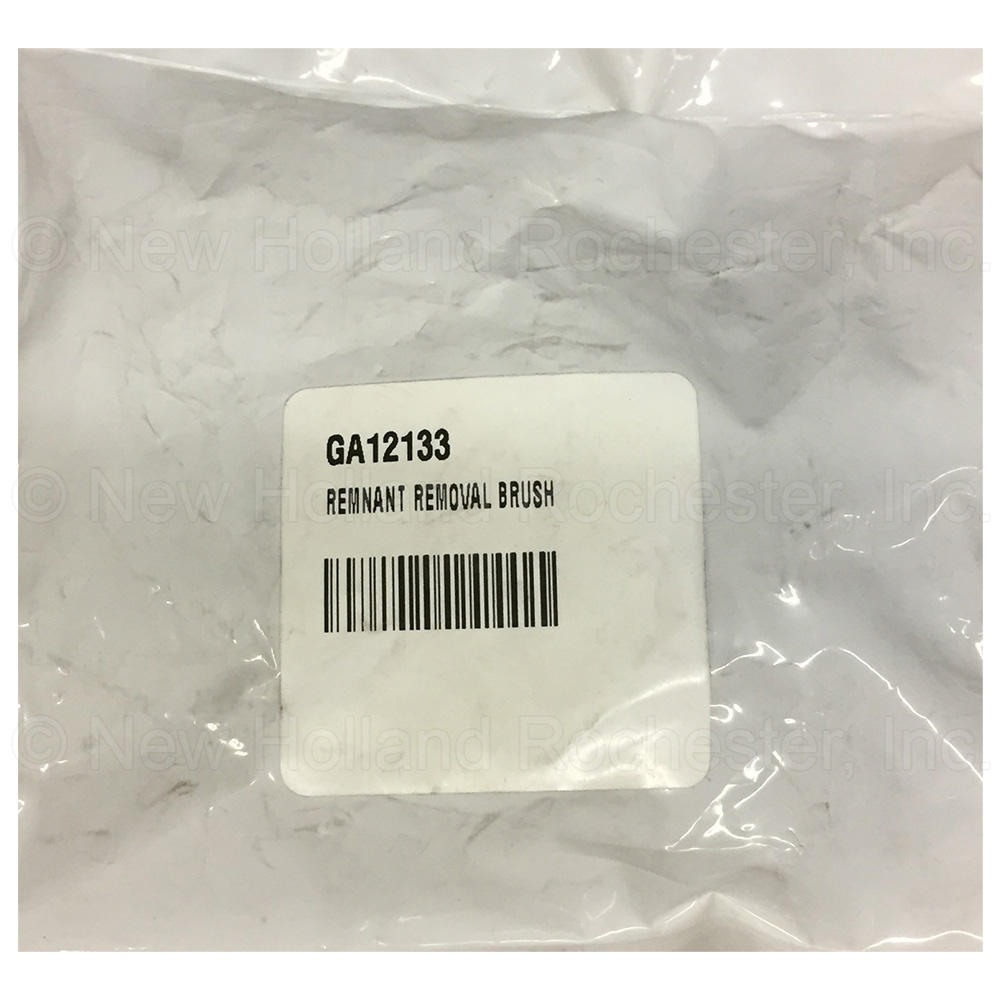 © New Holland Rochester, Inc.
GA12133
REMNANT REMOVAL BRUSH
© New Holland Rochester, Inc.
© New Holland Rochester, Inc.